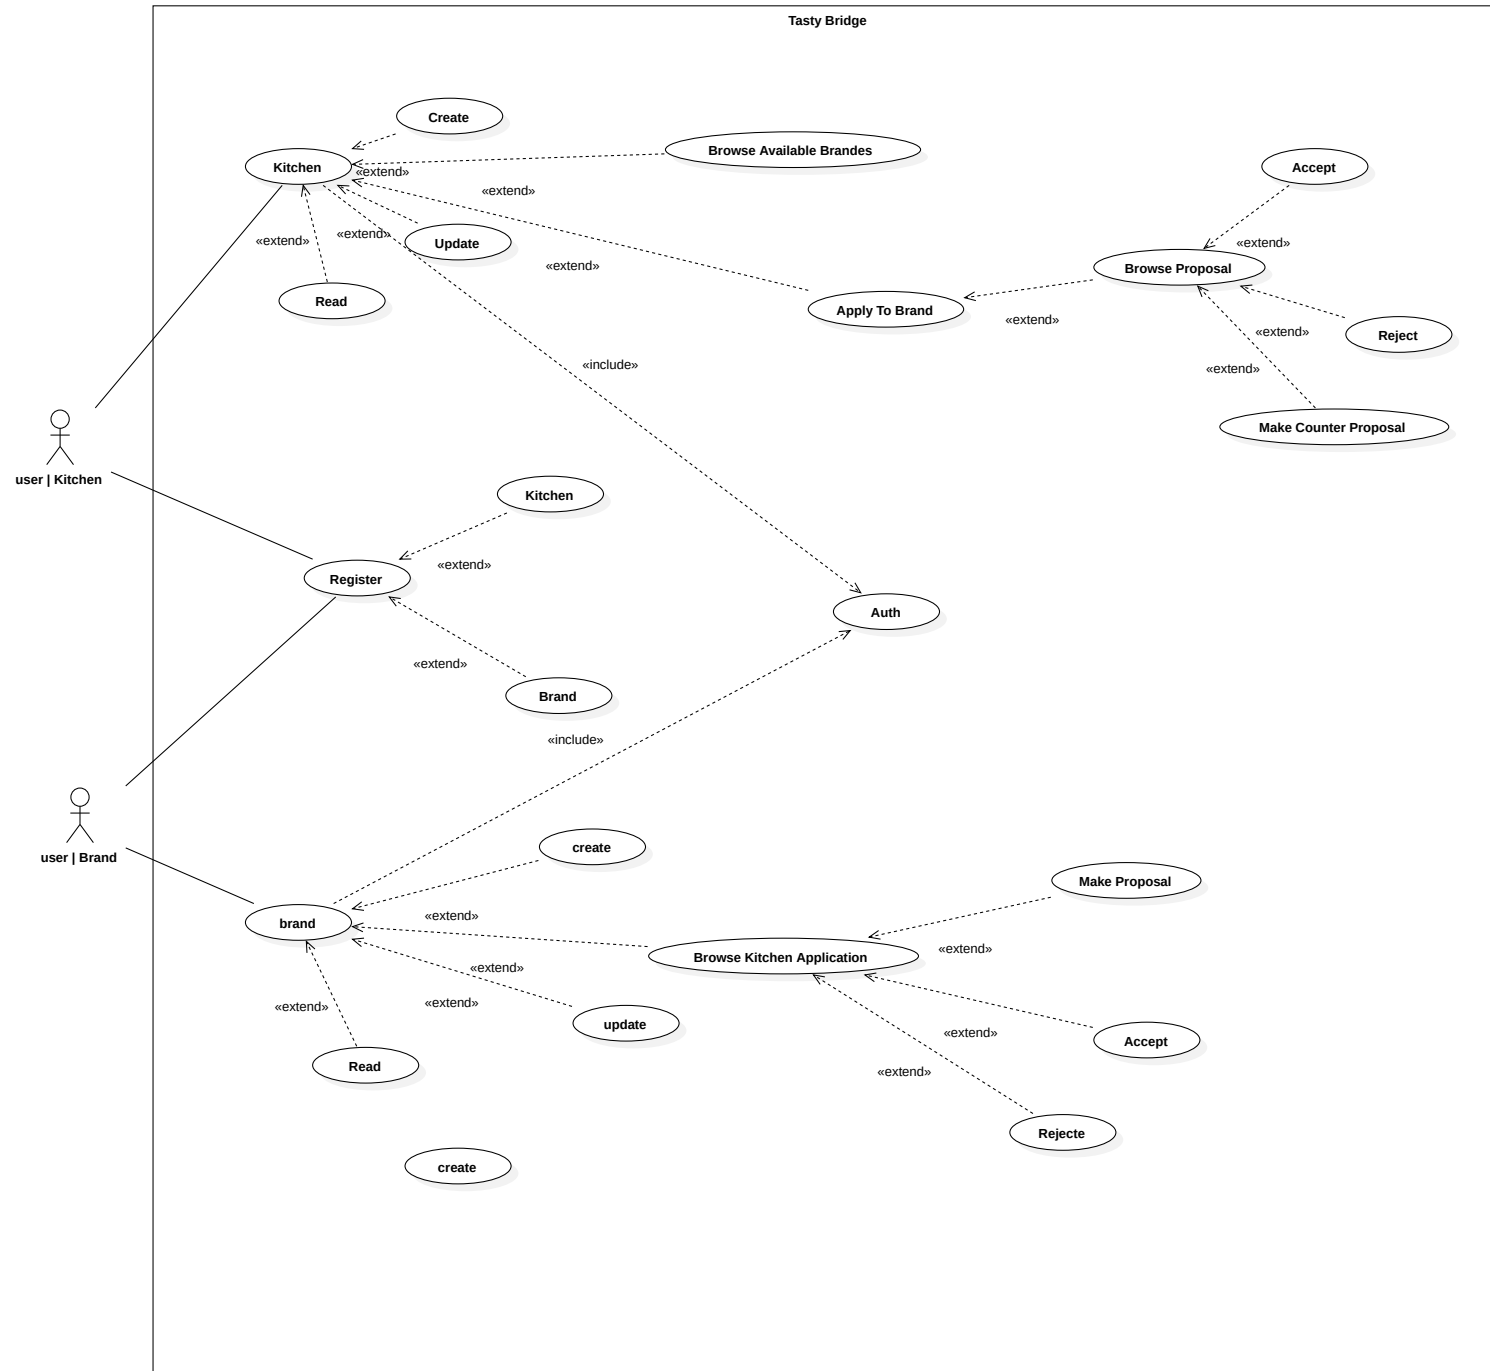 Tasty Bridge
Create
Browse Available Brandes
Kitchen
«extend»
Accept
«extend»
«extend»
«extend»
Update
«extend»
Browse Proposal
«extend»
Read
Apply To Brand
«extend»
«extend»
Reject
«include»
«extend»
Make Counter Proposal
user | Kitchen
Kitchen
«extend»
Register
Auth
«extend»
Brand
«include»
create
user | Brand
Make Proposal
brand
«extend»
«extend»
Browse Kitchen Application
«extend»
«extend»
«extend»
update
«extend»
Accept
Read
«extend»
Rejecte
create